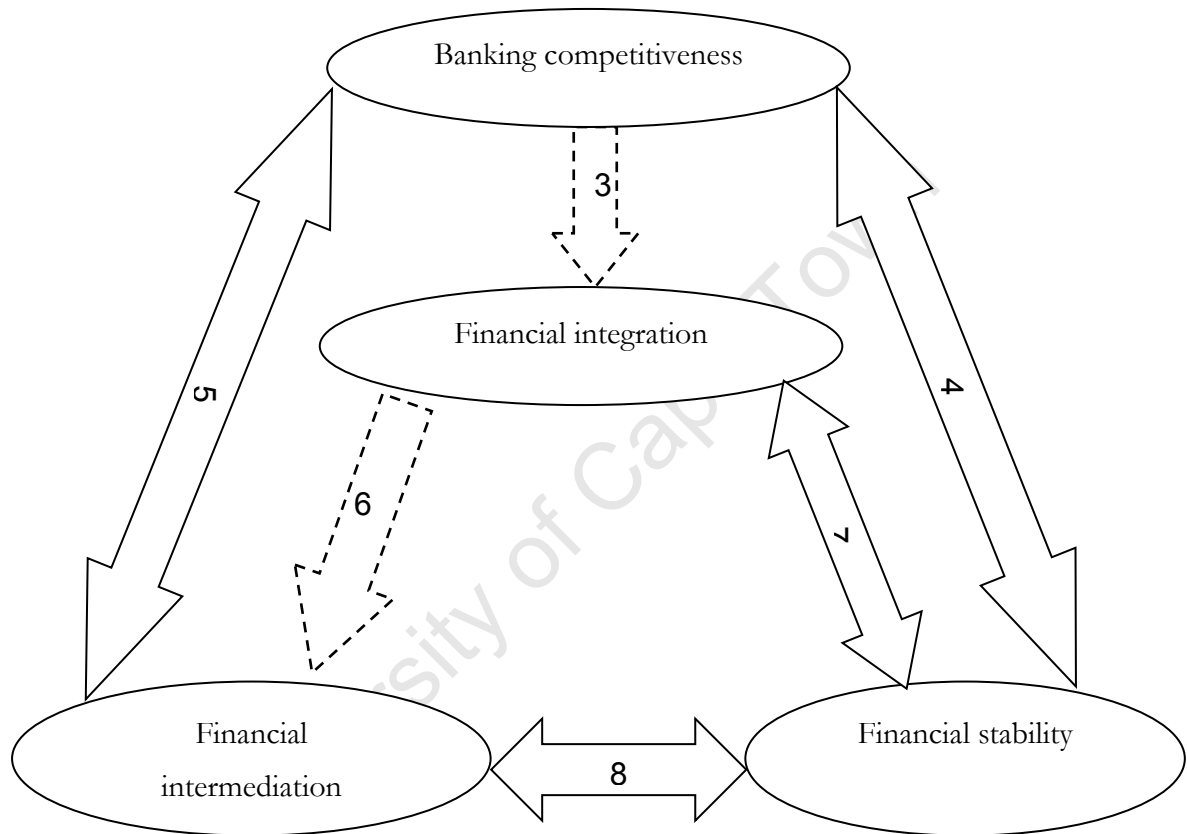 Banking competitiveness
3
Financial integration
5
4
6
7
Financial
intermediation
8
Financial stability